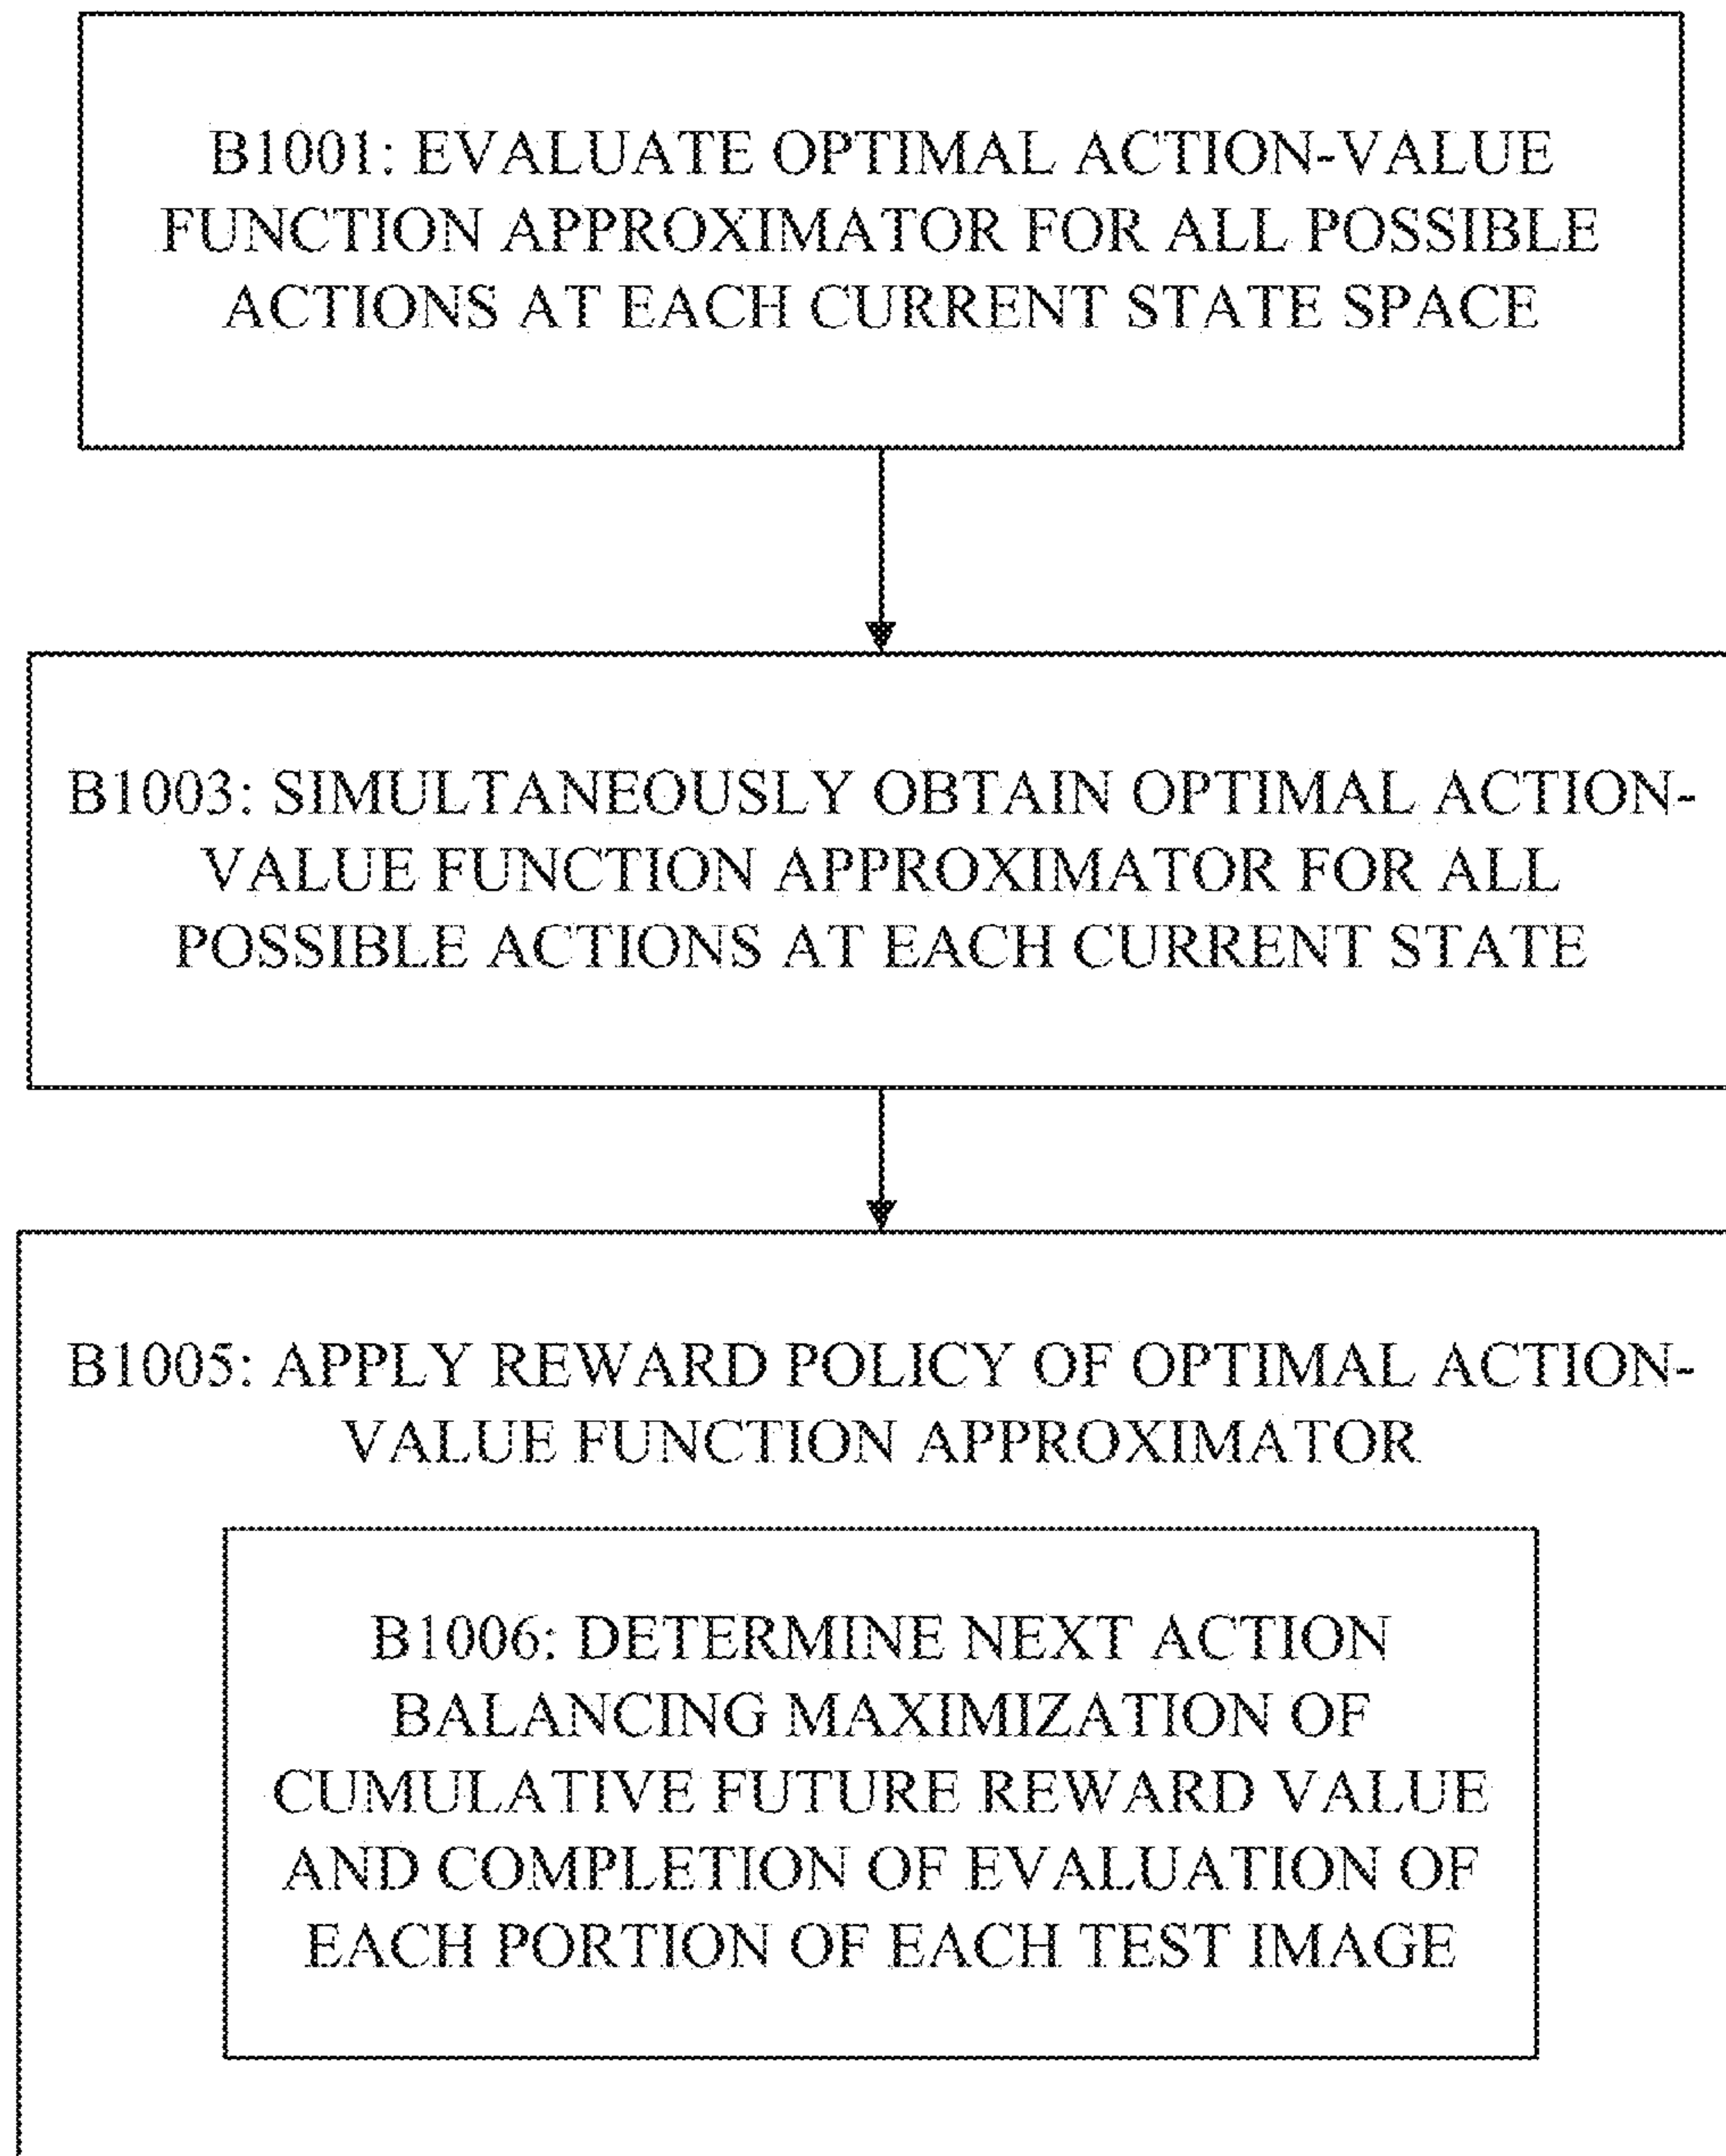 B1001: EVALUATE OPTIMAL ACTION-VALUE
FUNCTION APPROXIMATOR FOR ALL POSSIBLE
ACTIONS AT EACH CURRENT STATE SPACE
B1003: SIMULTANEOUSLY OBTAIN OPTIMAL ACTION-
VALUE FUNCTION APPROXIMATOR FOR ALL
POSSIBLE ACTIONS AT EACH CURRENT STATE
B1005: APPLY REWARD POLICY OF OPTIMAL ACTION-
VALUE FUNCTION APPROXIMATOR
B1006: DETERMINE NEXT ACTION
BALANCING MAXIMIZATION OF
CUMULATIVE FUTURE REWARD VALUE
AND COMPLETION OF EVALUATION OF
EACH PORTION OF EACH TEST IMAGE